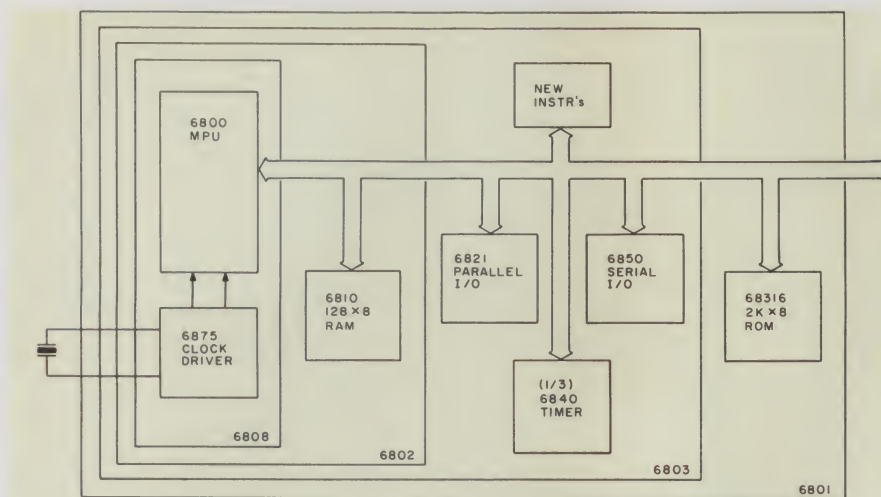 6800
MPU
NEW
INSTR's
6821
PARALLEL
I/O
6850
SERIAL
I/O
6810
128 × 8
RAM
68316
2K × 8
ROM
6875
CLOCK
DRIVER
(1/3)
6840
TIMER
6808
6802
6803
6801